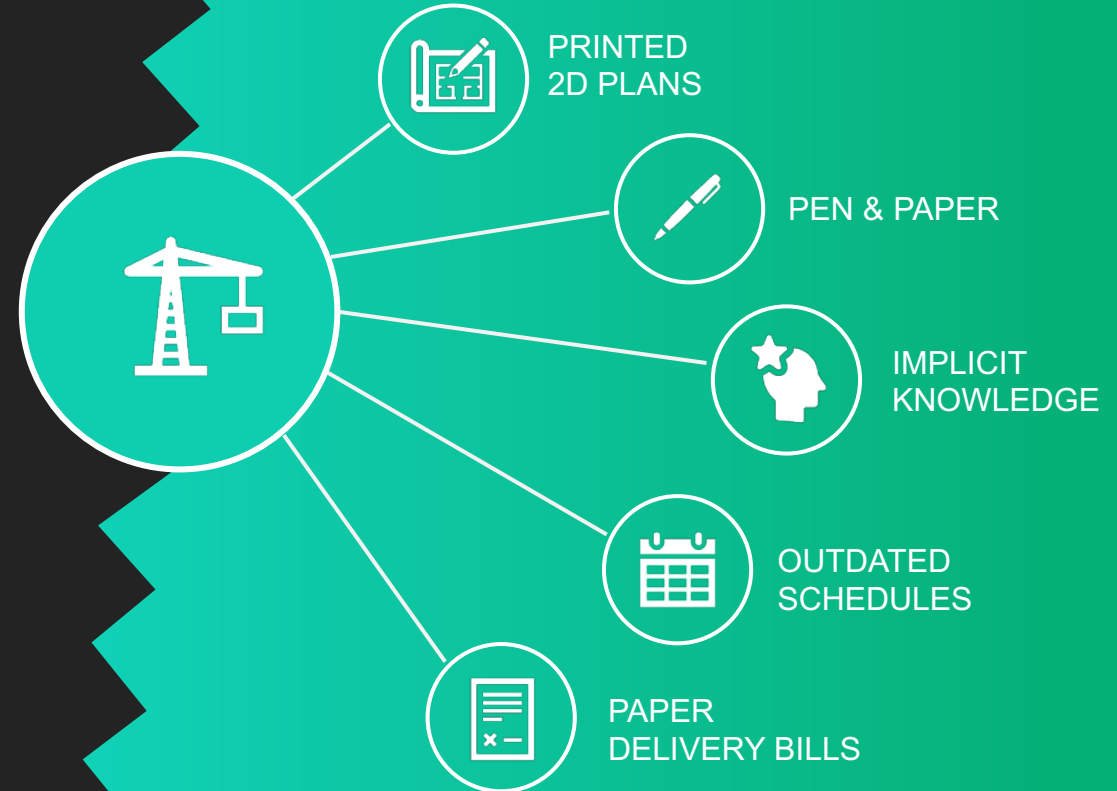 PRINTED
2D PLANS
PEN & PAPER
IMPLICIT
KNOWLEDGE
OUTDATED
SCHEDULES
PAPER
DELIVERY BILLS